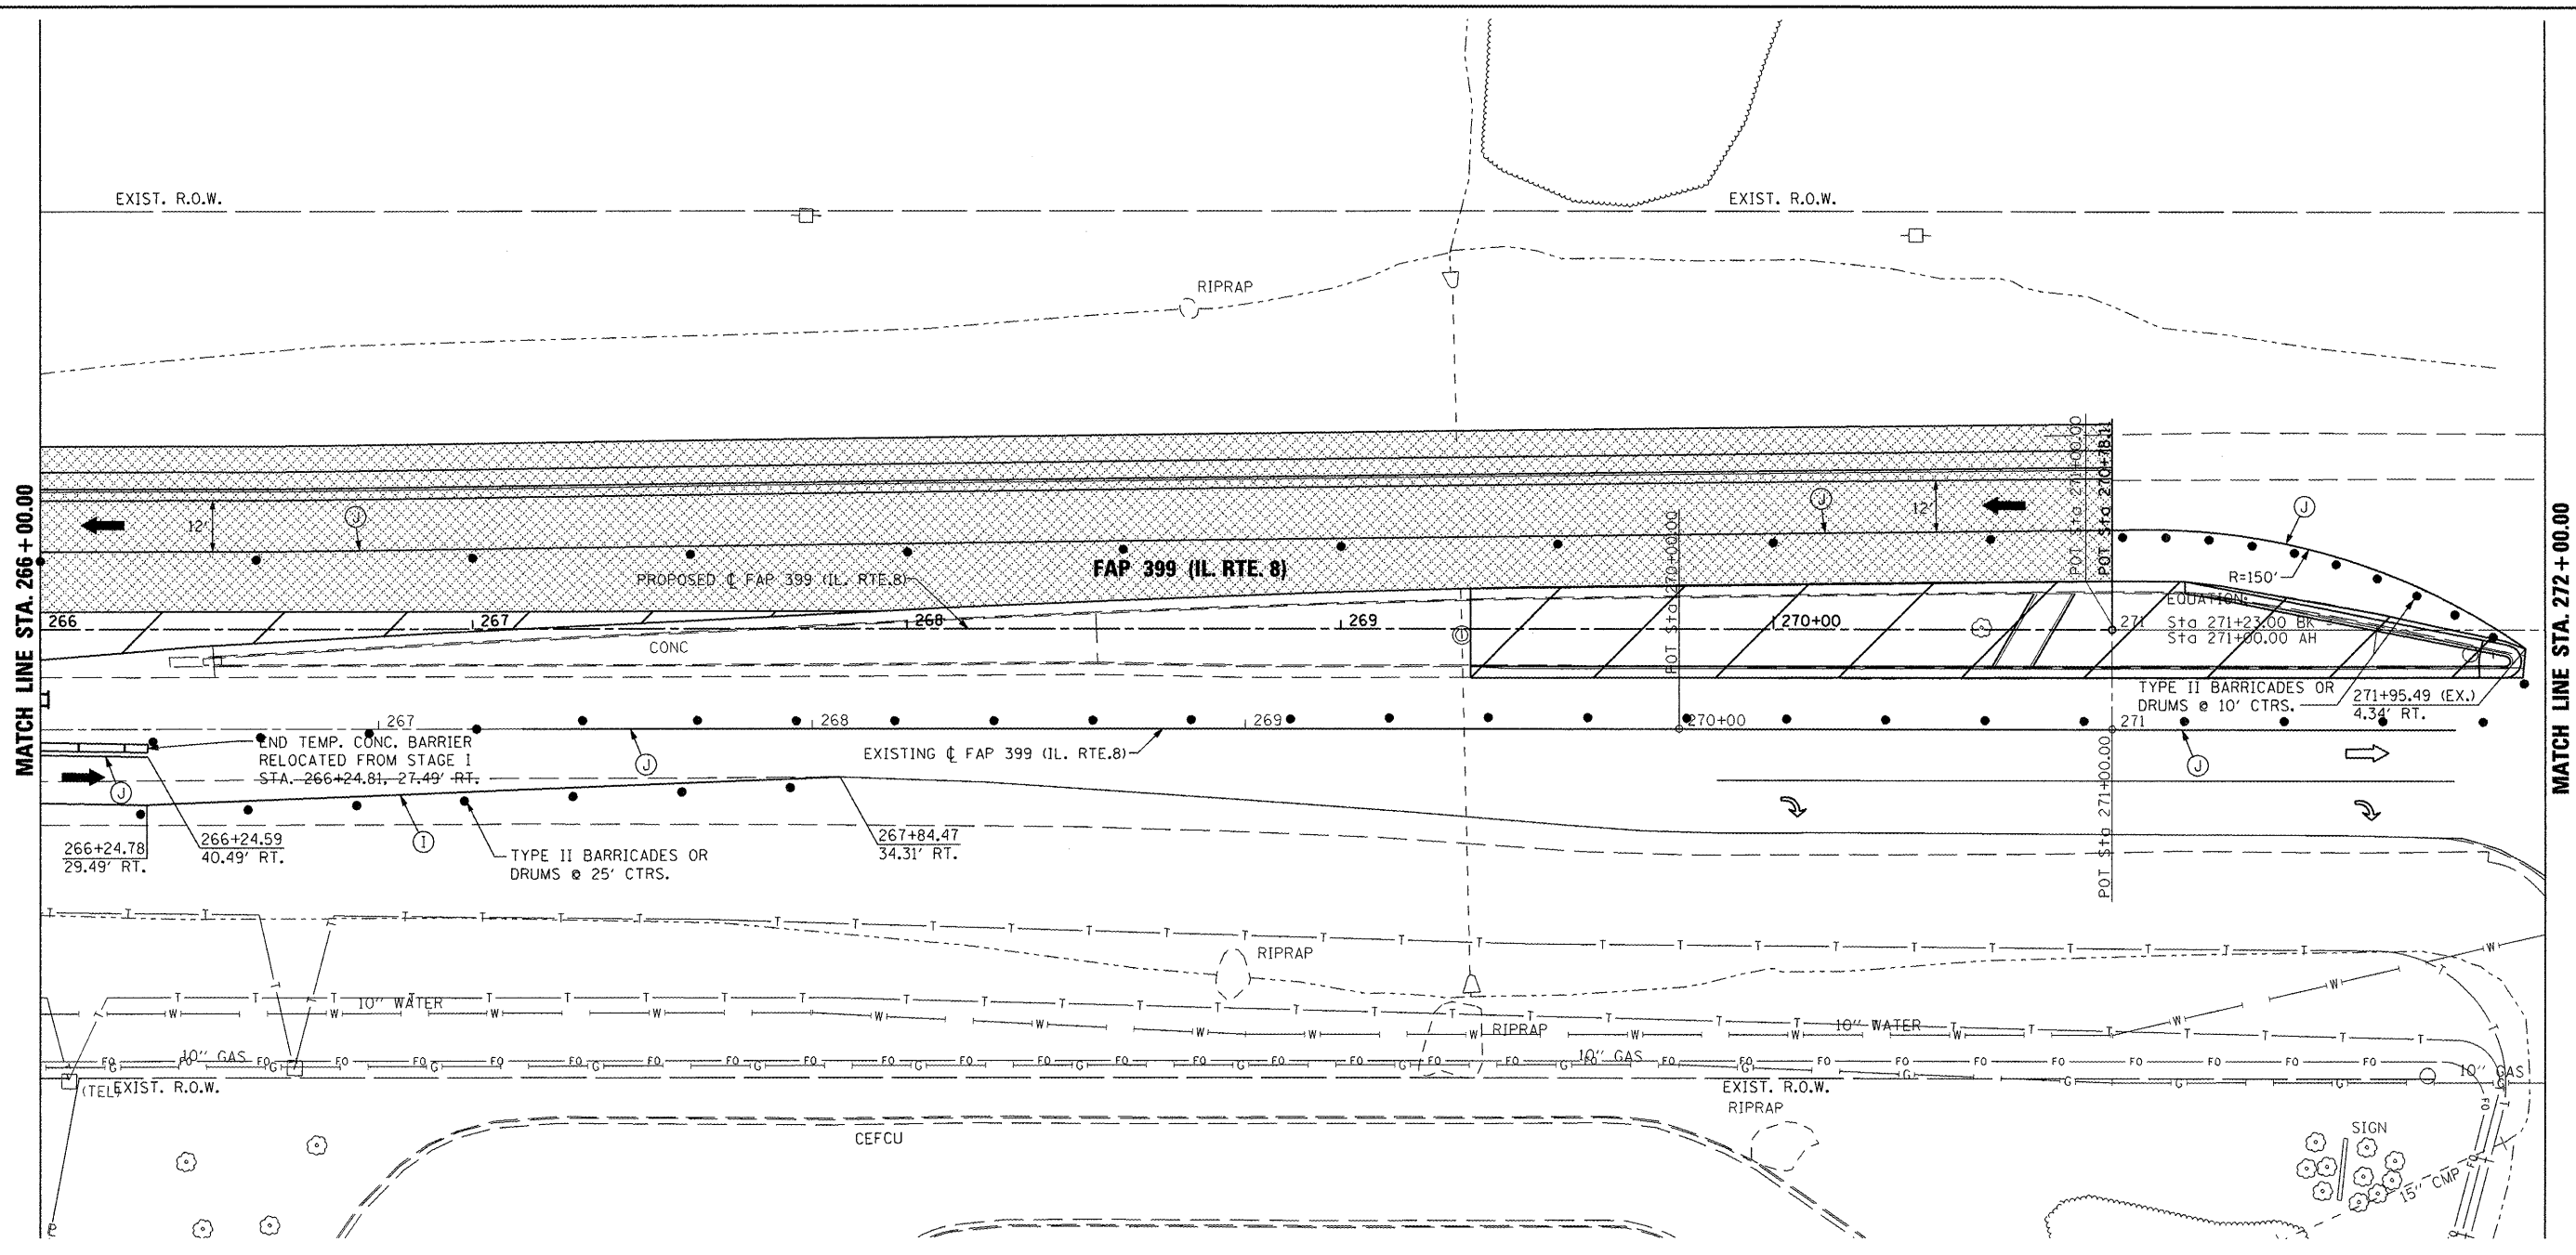 EXIST. R.O.W.
EXIST. R.O.W.
RIPRAP
MATCH LINE STA. 266+00.00
MATCH LINE STA. 272+00.00
12'
J
J
12'
J
POT Sta 270+00.00
POT Sta 271+00.00
POT Sta 270+78.11
FAP 399 (IL. RTE. 8)
PROPOSED ℄ FAP 399 (IL. RTE.8)
R=150'
EQUATION:
Sta 271+23.00 BK =
Sta 271+00.00 AH
266
267
268
269
270+00
271
CONC
TYPE II BARRICADES OR
DRUMS @ 10' CTRS.
271+95.49 (EX.)
4.34' RT.
267
268
269
270+00
271
END TEMP. CONC. BARRIER
RELOCATED FROM STAGE I
STA. 266+24.81, 27.49' RT.
EXISTING ℄ FAP 399 (IL. RTE.8)
J
J
J
POT Sta 271+00.00
266+24.78
29.49' RT.
266+24.59
40.49' RT.
I
TYPE II BARRICADES OR
DRUMS @ 25' CTRS.
267+84.47
34.31' RT.
RIPRAP
10" WATER
RIPRAP
10" WATER
10" GAS
10" GAS
10" GAS
(TEL)
EXIST. R.O.W.
EXIST. R.O.W.
RIPRAP
CEFCU
SIGN
15" CMP